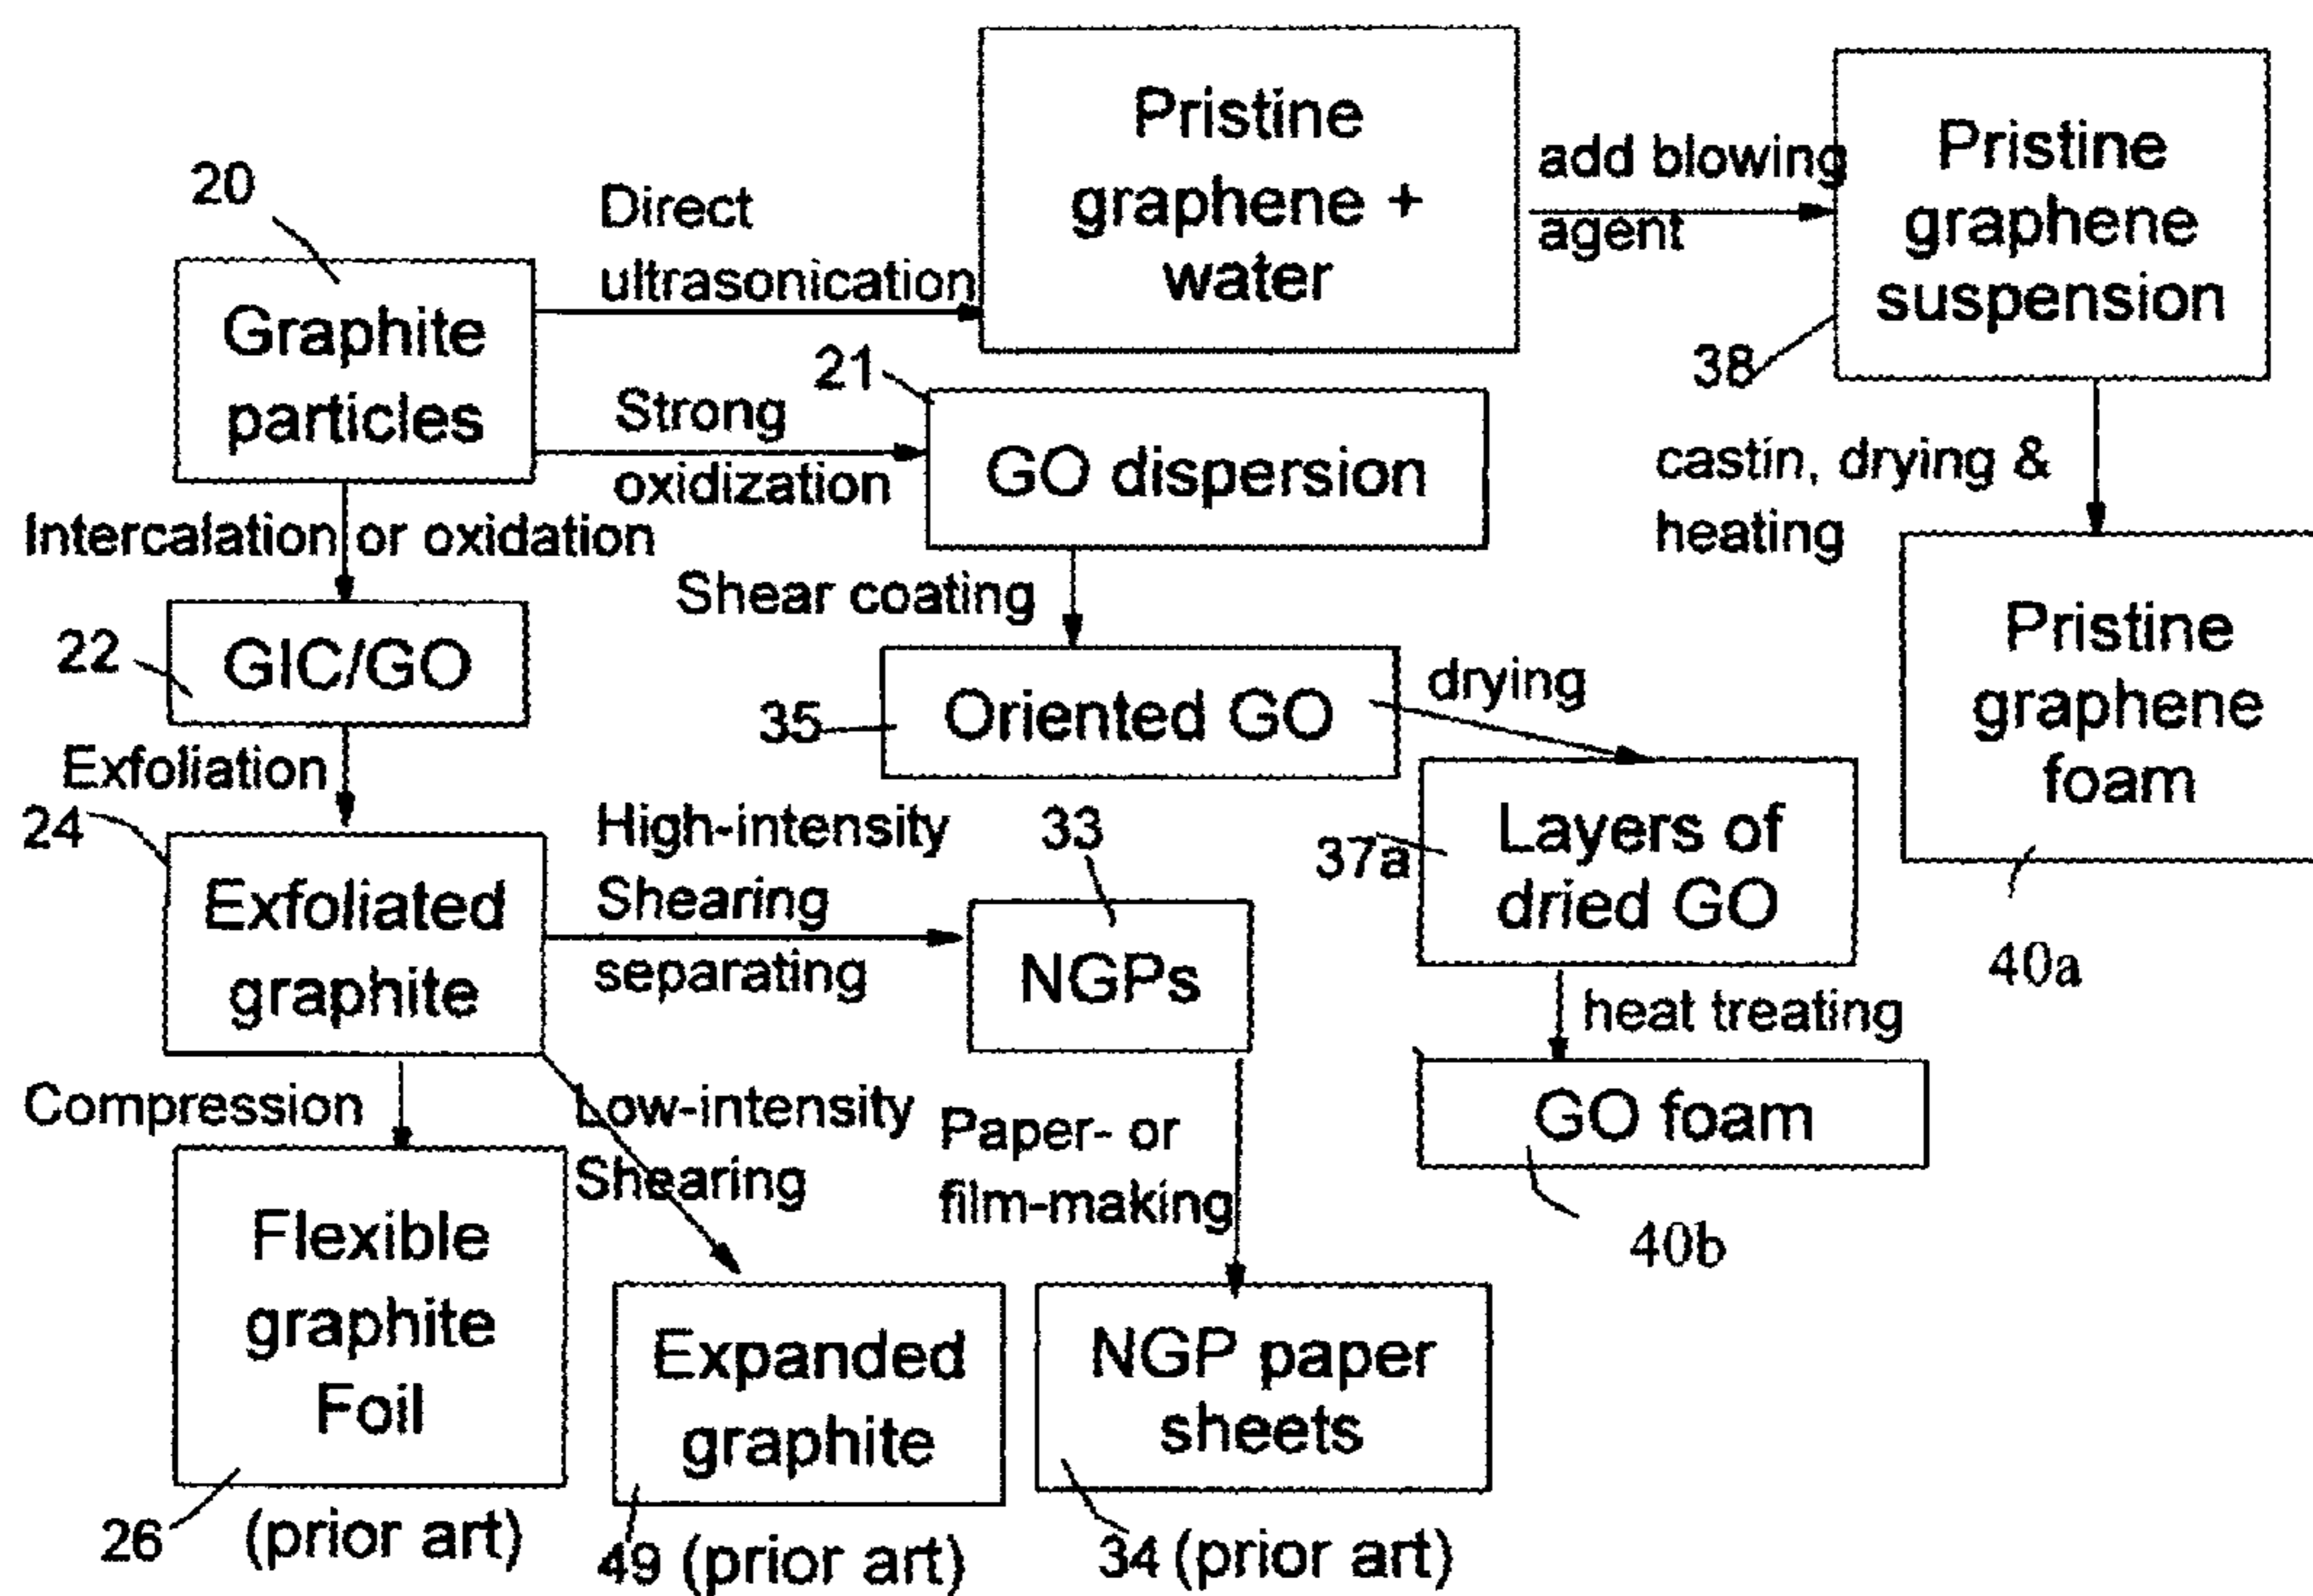 20
Graphite
particles
Direct
ultrasonication
Pristine
graphene +
water
add blowing
agent
Pristine
graphene
suspension
38
Strong
oxidization
21
GO dispersion
castin, drying &
heating
Pristine
graphene
foam
40a
Intercalation or oxidation
22
GIC/GO
Shear coating
35
Oriented GO
drying
37a
Layers of
dried GO
heat treating
GO foam
40b
Exfoliation
24
Exfoliated
graphite
High-intensity
Shearing
separating
33
NGPs
Compression
Flexible
graphite
Foil
26
(prior art)
Low-intensity
Shearing
Expanded
graphite
49 (prior art)
Paper- or
film-making
NGP paper
sheets
34 (prior art)